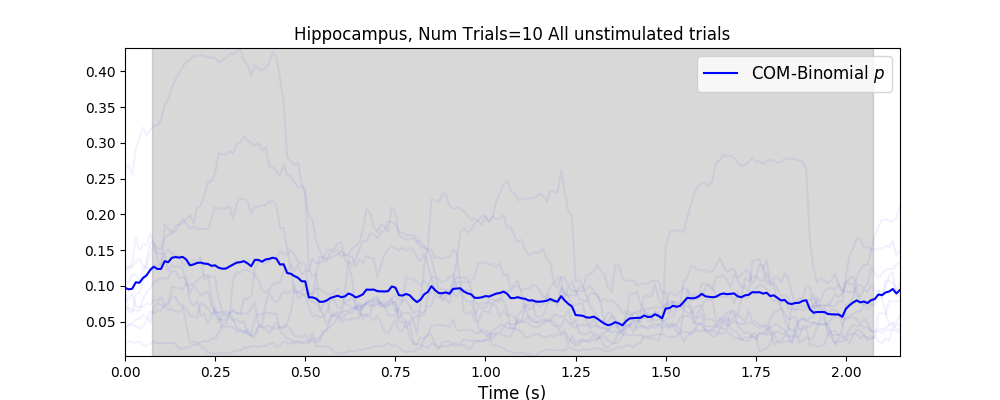 Hippocampus, Num Trials=10 All unstimulated trials
COM-Binomial p
0.40
0.35
0.30
0.25
0.20
0.15
0.10
0.05
0.00 0.25 0.50 0.75 1.00 1.25 1.50 1.75 2.00
Time (s)